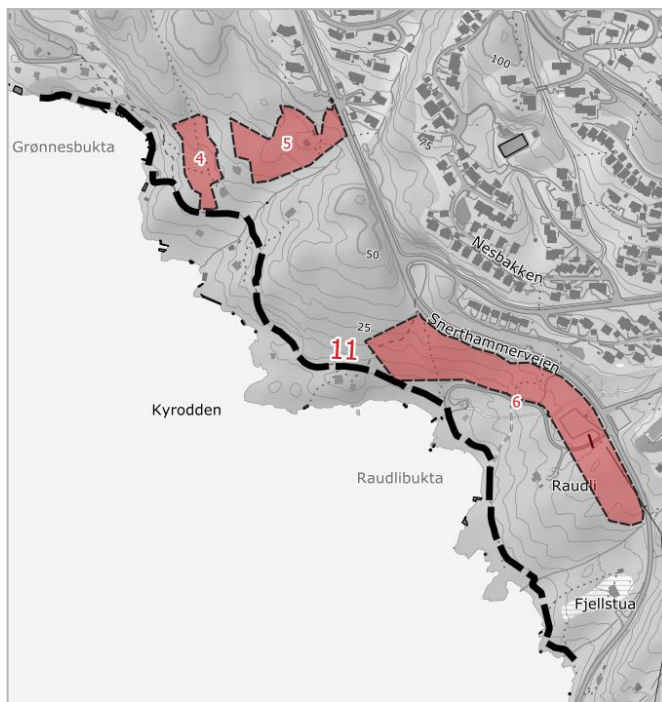 100
Grønnesbukta
4
5
75
Nesbakken
50
25
Snerthammerveien
11
6
Kyrodden
Raudlibukta
Raudli
Fjellstua